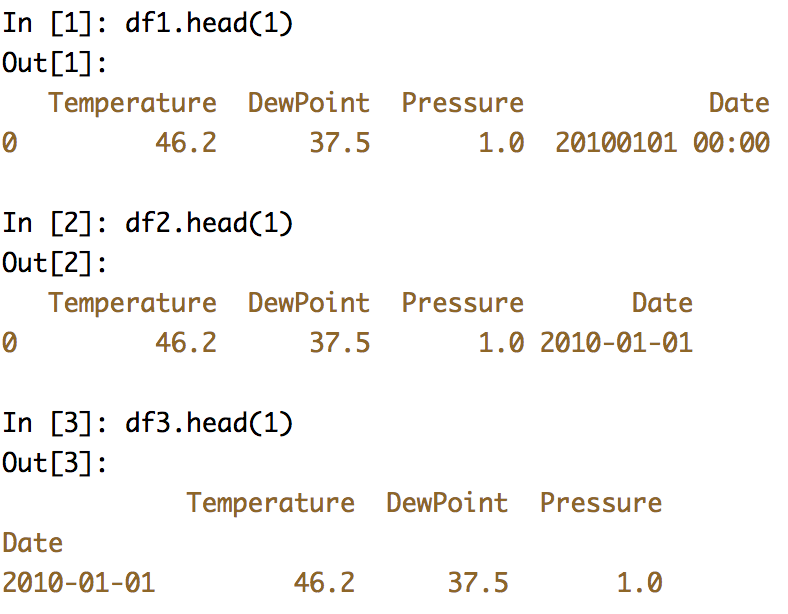 In [1]: df1.head(1)
Out[1]:
   Temperature  DewPoint  Pressure            Date
0         46.2      37.5       1.0  20100101 00:00
In [2]: df2.head(1)
Out[2]:
   Temperature  DewPoint  Pressure       Date
0         46.2      37.5       1.0 2010-01-01
In [3]: df3.head(1)
Out[3]:
            Temperature  DewPoint  Pressure
Date
2010-01-01         46.2      37.5       1.0